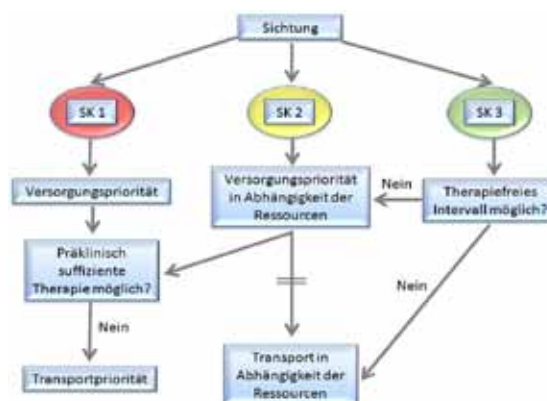 Sichtung
SK 1
SK 2
SK 3
Versorgungspriorität
Versorgungspriorität
in Abhängigkeit der
Ressourcen
Nein
Therapiefreies
Intervall möglich?
Präklinisch
suffiziente
Therapie möglich?
Nein
Nein
Transportpriorität
Transport in
Abhängigkeit der
Ressourcen